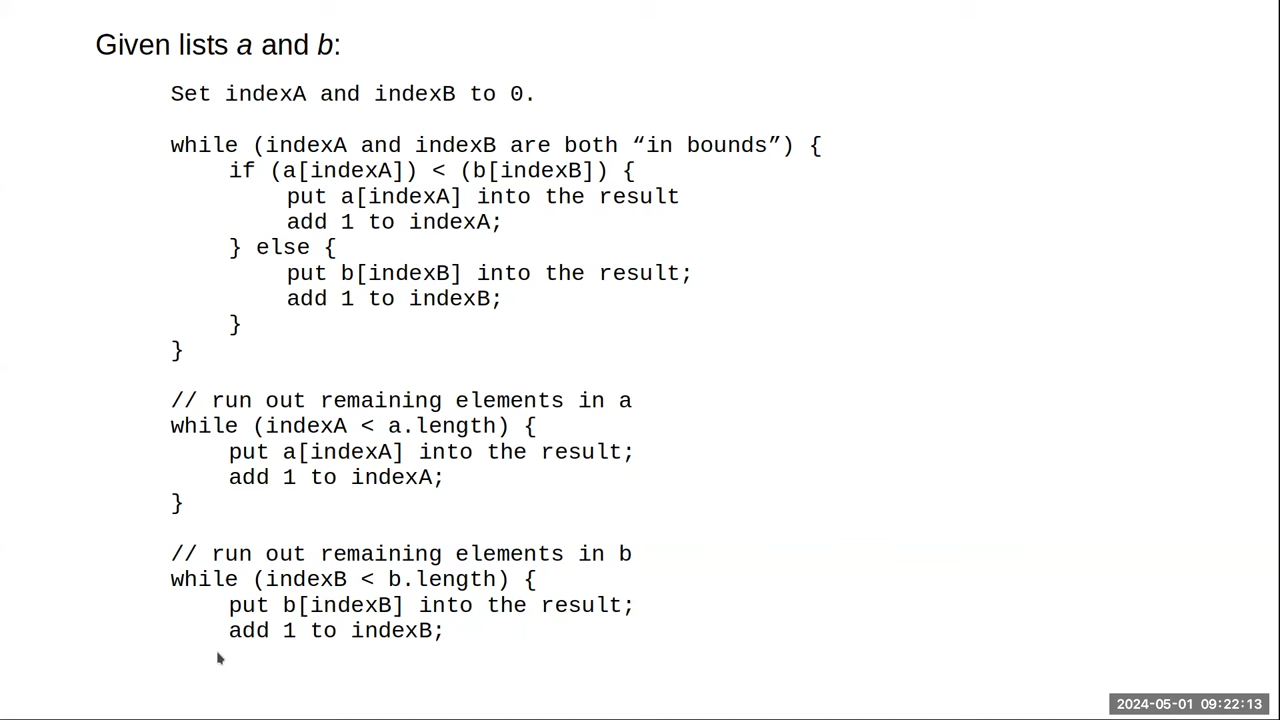 Given lists a and b:
Set indexA and indexB to 0.
while (indexA and indexB are both “in bounds”) {
if (a[indexA]) < (b[indexB]) {
put a[indexA] into the result
add 1 to indexA;
} else {
put b[indexB] into the result;
add 1 to indexB;
}
}
// run out remaining elements in a
while (indexA < a.length) {
put a[indexA] into the result;
add 1 to indexA;
}
// run out remaining elements in b
while (indexB < b.length) {
put b[indexB] into the result;
add 1 to indexB;
2024-05-01 09:22:13